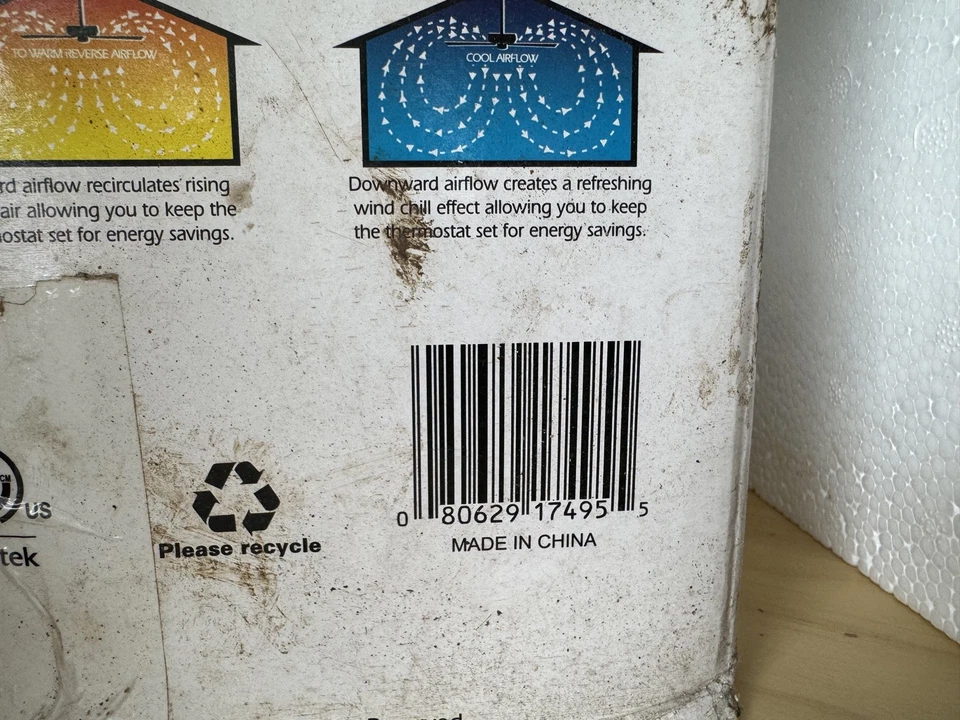 TO WARM REVERSE AIRFLOW
COOL AIRFLOW
rd airflow recirculates rising
air allowing you to keep the
ostat set for energy savings.
Downward airflow creates a refreshing
wind chill effect allowing you to keep
the thermostat set for energy savings.
CM
us
tek
Please recycle
0 80629 17495 5
MADE IN CHINA